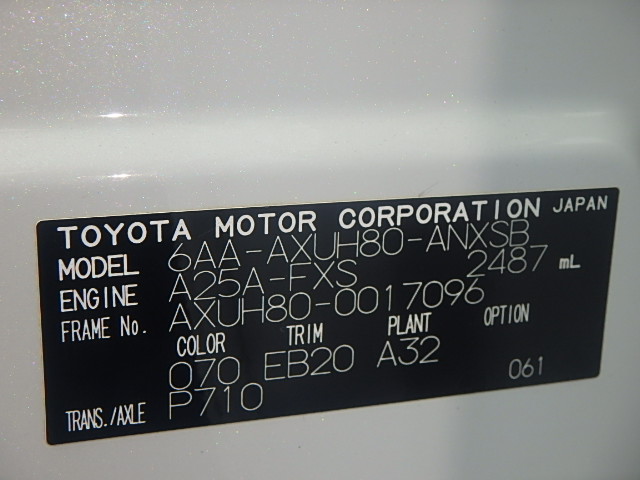 TOYOTA MOTOR CORPORATION JAPAN
MODEL 6AA-AXUH80-ANXSB
ENGINE A25A-FXS 2487 mL
FRAME No. AXUH80-0017096
COLOR TRIM PLANT OPTION
070 EB20 A32
TRANS./AXLE P710 061